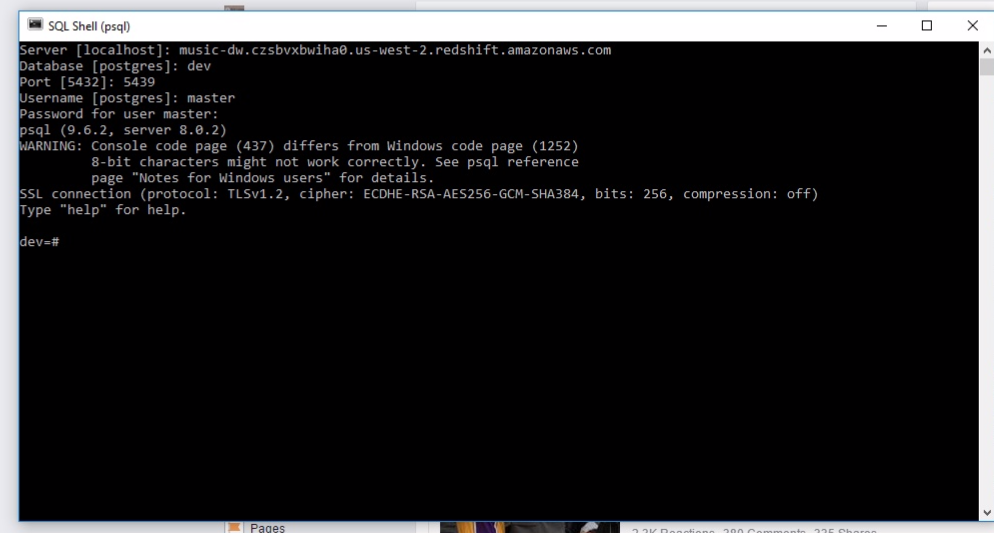 SQL Shell (psql)
Server [localhost]: music-dw.czsbvxbwiha0.us-west-2.redshift.amazonaws.com
Database [postgres]: dev
Port [5432]: 5439
Username [postgres]: master
Password for user master:
psql (9.6.2, server 8.0.2)
WARNING: Console code page (437) differs from Windows code page (1252)
8-bit characters might not work correctly. See psql reference
page "Notes for Windows users" for details.
SSL connection (protocol: TLSv1.2, cipher: ECDHE-RSA-AES256-GCM-SHA384, bits: 256, compression: off)
Type "help" for help.
dev=#
Pages
2.3K Reactions 280 Comments 325 Shares